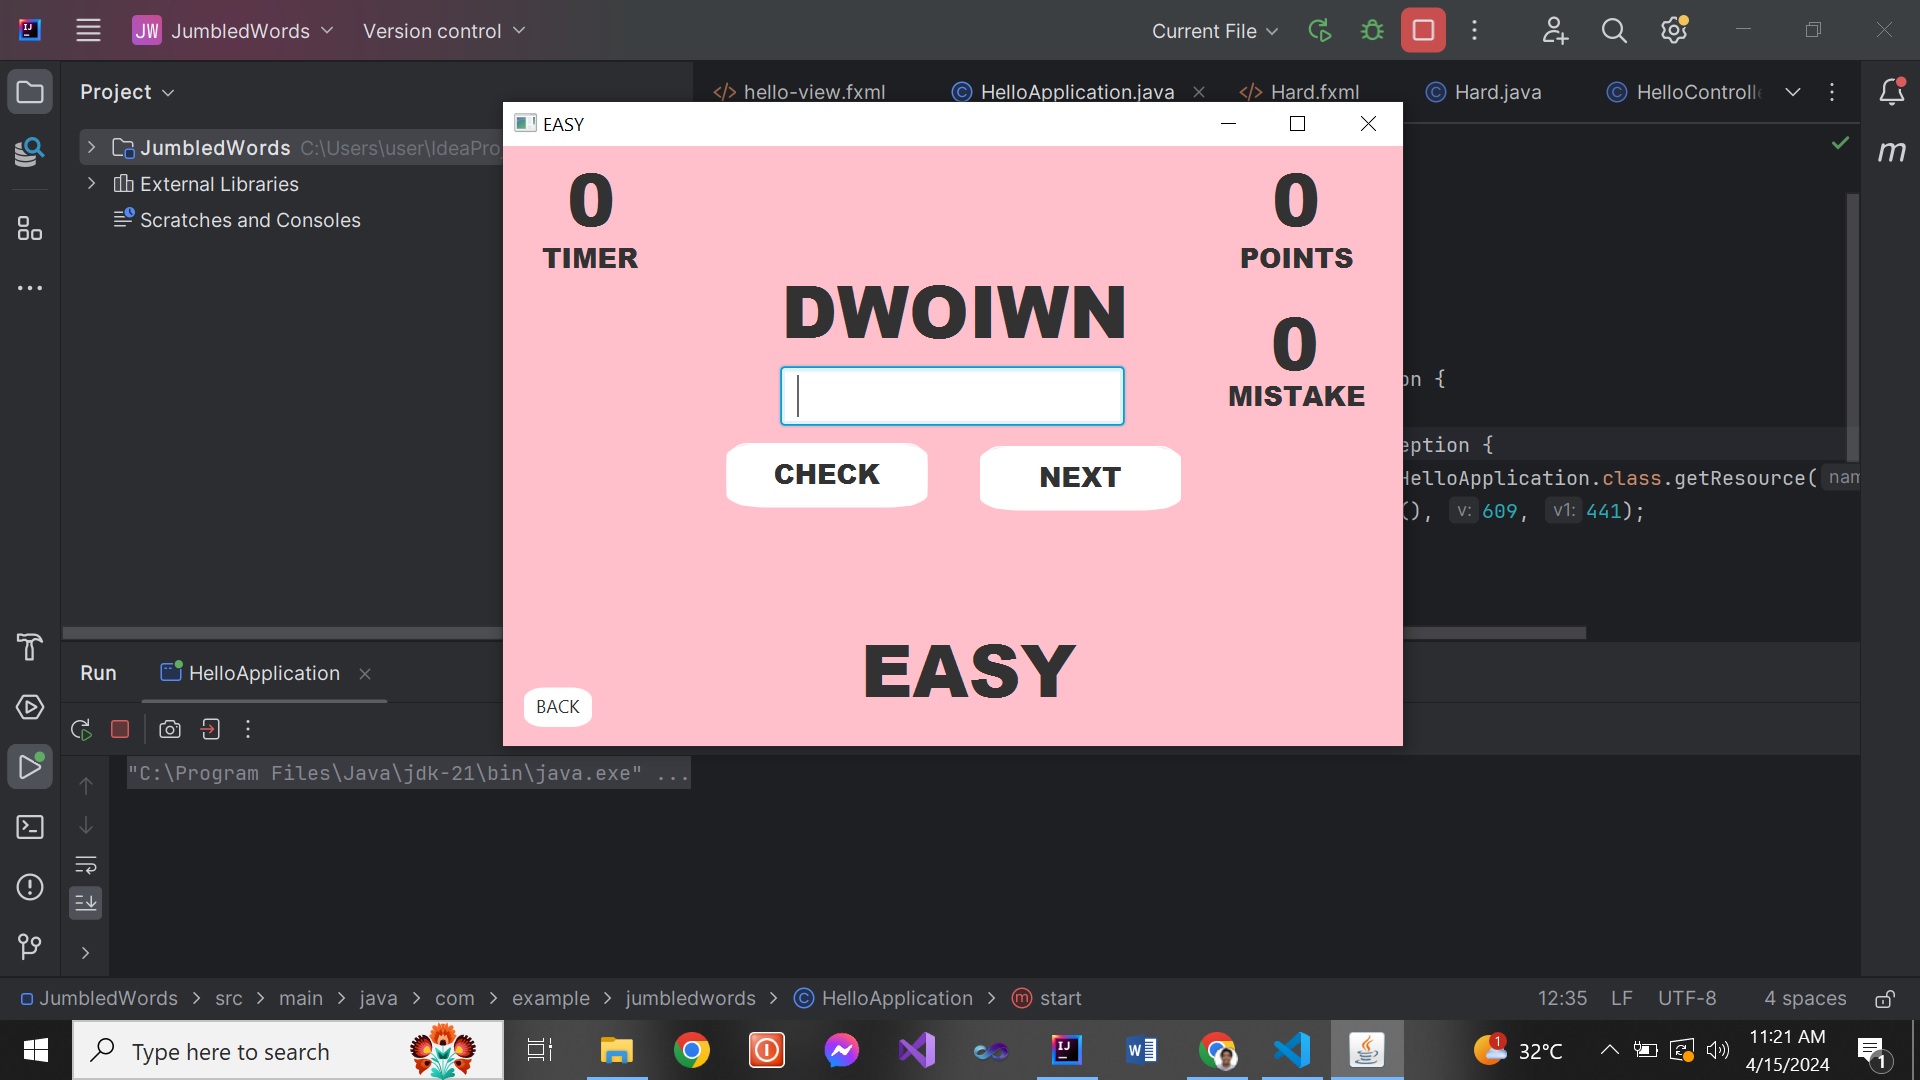 JW JumbledWords Version control Current File
Project
hello-view.fxml HelloApplication.java Hard.fxml Hard.java HelloControll
JumbledWords C:\Users\user\IdeaPro
External Libraries
Scratches and Consoles
EASY
0
TIMER
0
POINTS
DWOIWN
0
MISTAKE
CHECK NEXT
EASY
BACK
on {
eption {
HelloApplication.class.getResource( nam
(), v: 609, v1: 441);
m
Run HelloApplication
"C:\Program Files\Java\jdk-21\bin\java.exe" ...
JumbledWords > src > main > java > com > example > jumbledwords > HelloApplication > start
12:35 LF UTF-8 4 spaces
Type here to search
32°C
11:21 AM
4/15/2024
1